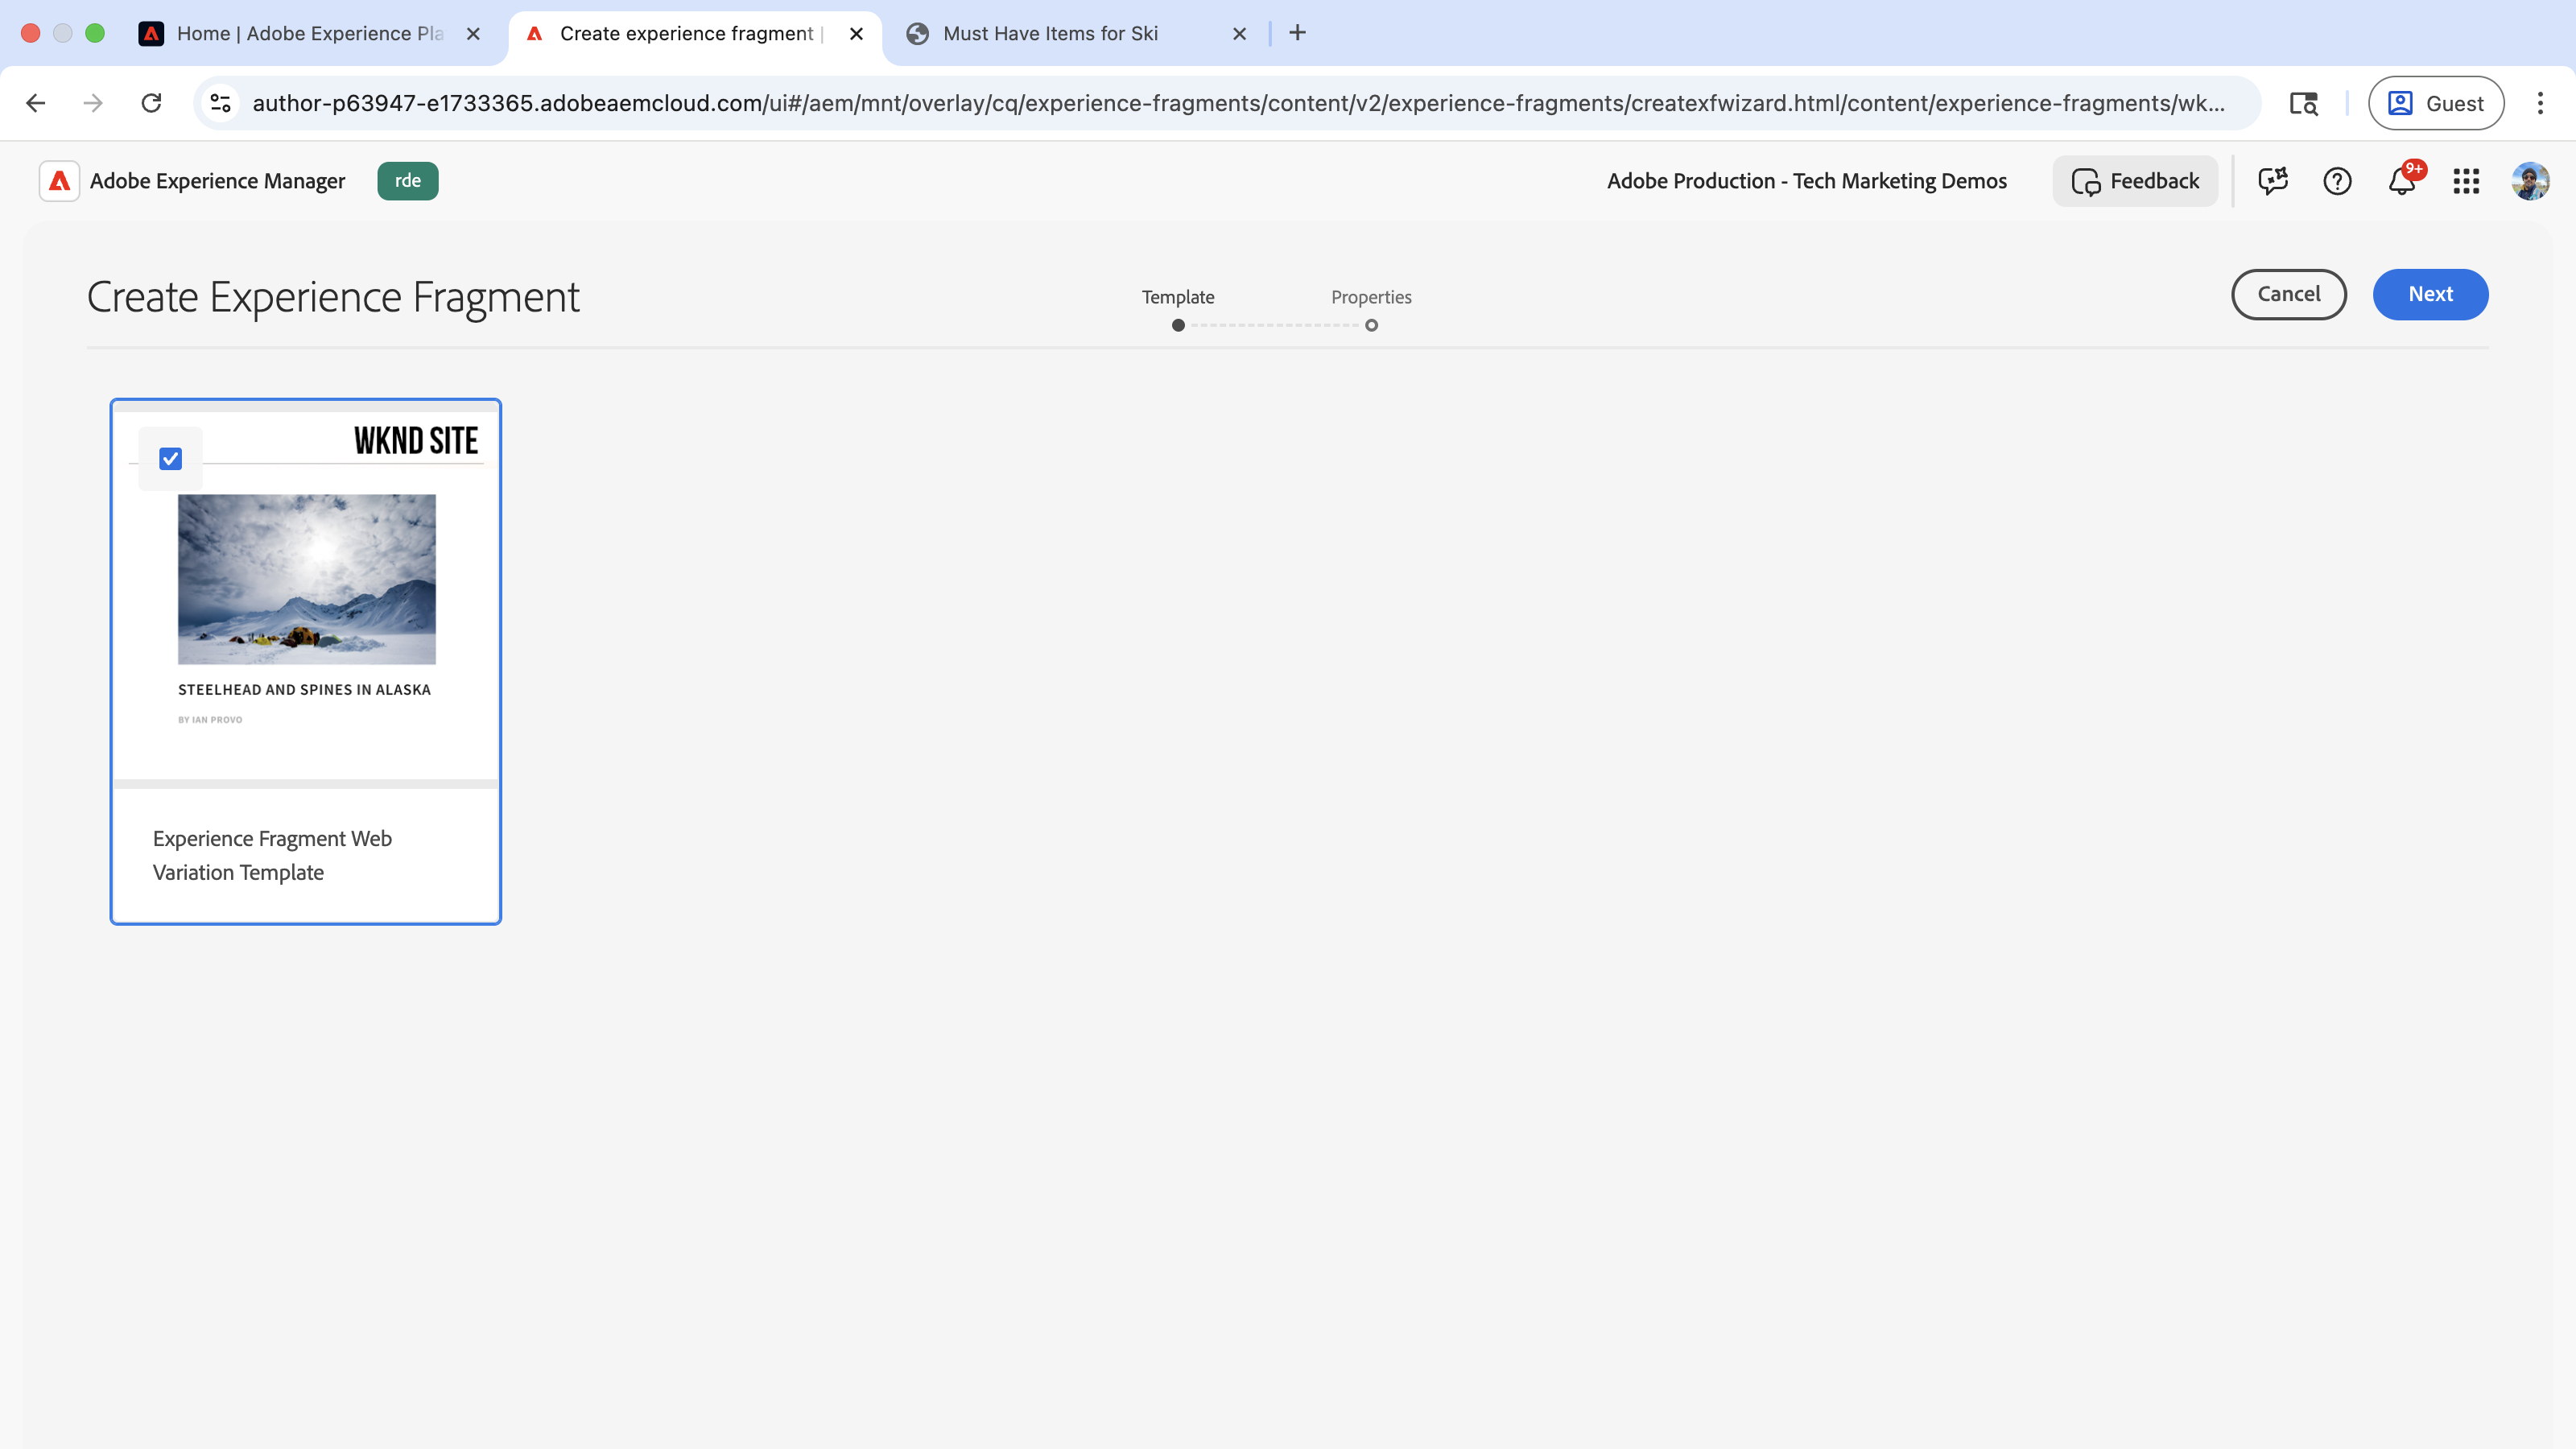 Home | Adobe Experience Pla
Create experience fragment |
Must Have Items for Ski
author-p63947-e1733365.adobeaemcloud.com/ui#/aem/mnt/overlay/cq/experience-fragments/content/v2/experience-fragments/createxfwizard.html/content/experience-fragments/wk...
Guest
Adobe Experience Manager
rde
Adobe Production - Tech Marketing Demos
Feedback
9+
Create Experience Fragment
Template
Properties
Cancel
Next
WKND SITE
STEELHEAD AND SPINES IN ALASKA
BY IAN PROVO
Experience Fragment Web
Variation Template